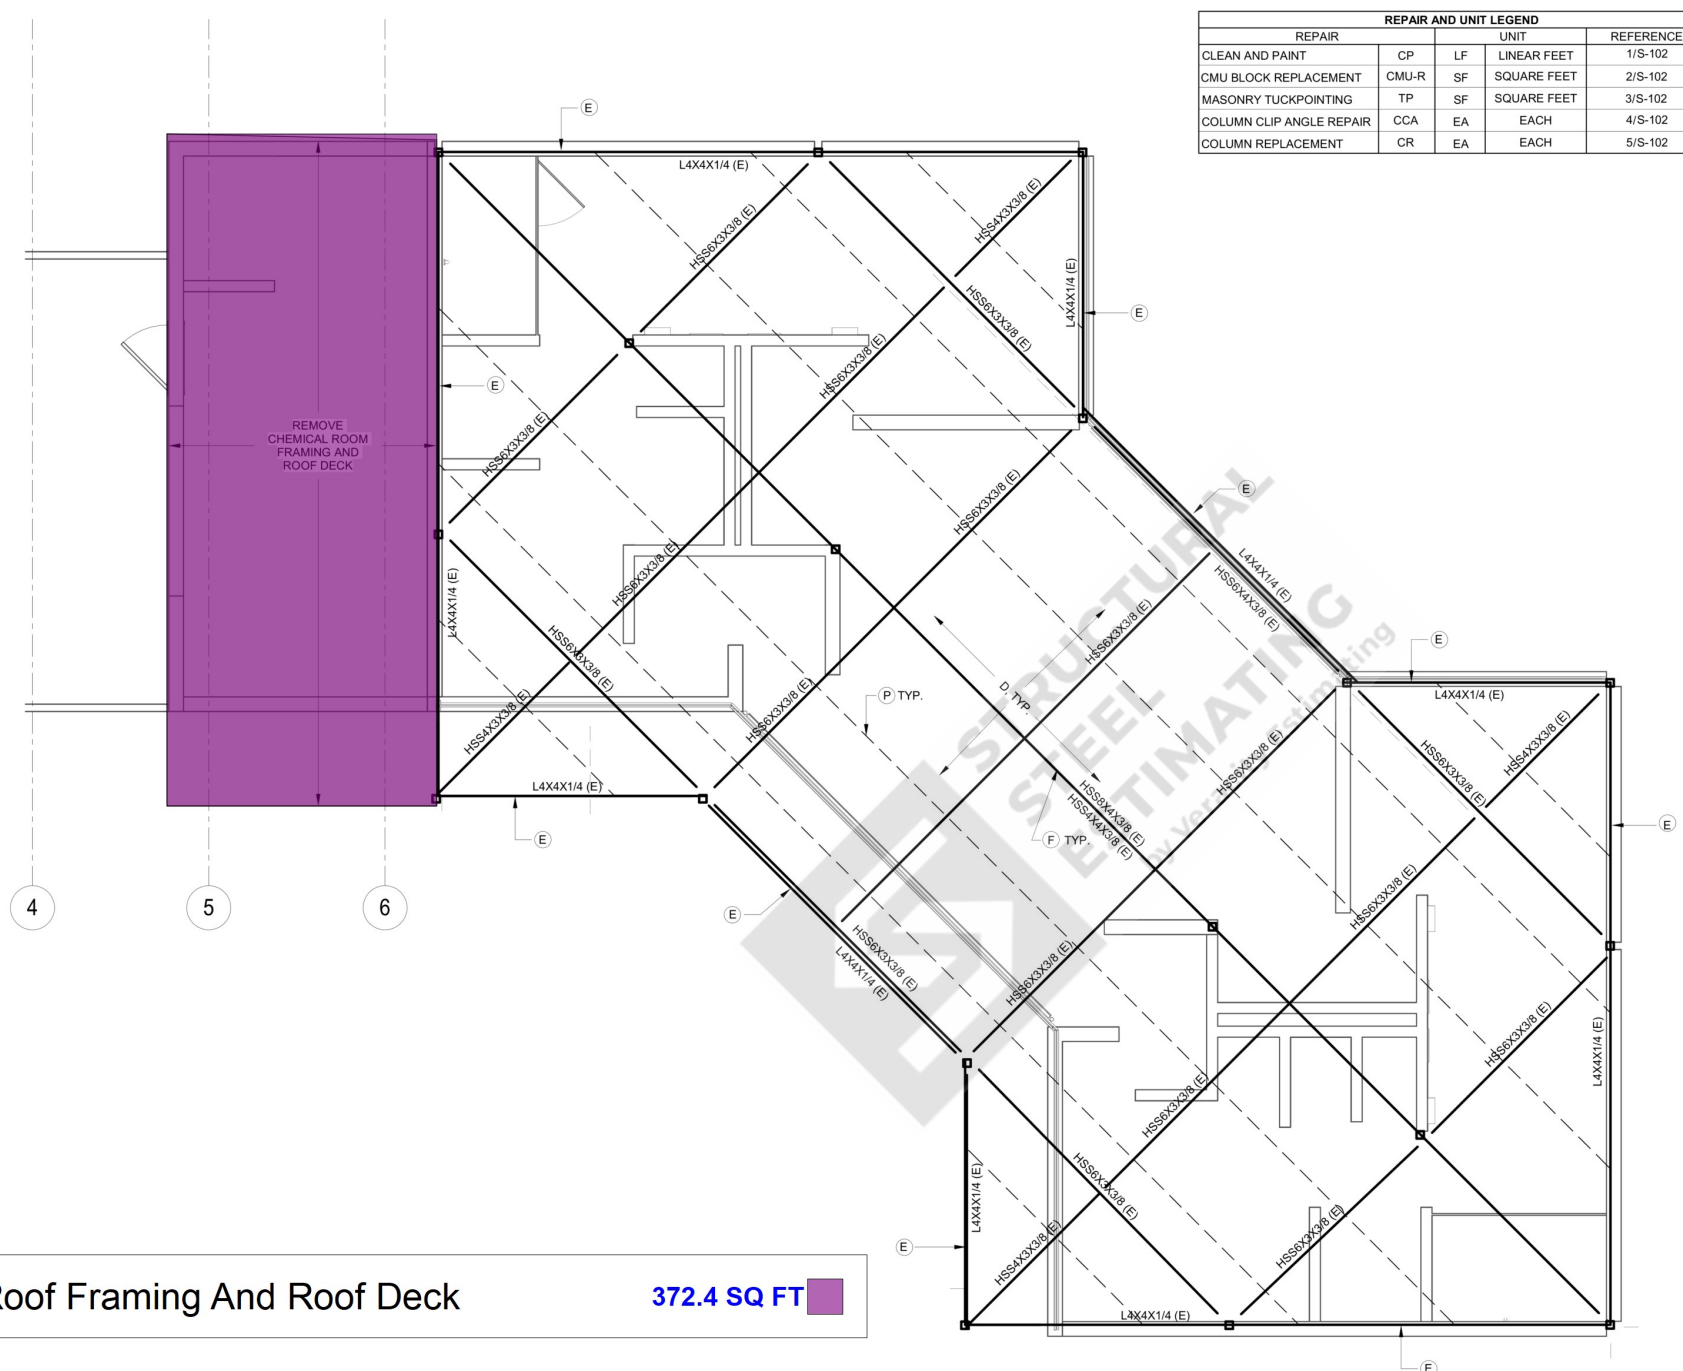 REPAIR AND UNIT LEGEND
REPAIR UNIT REFERENCE
CLEAN AND PAINT CP LF LINEAR FEET 1/S-102
CMU BLOCK REPLACEMENT CMU-R SF SQUARE FEET 2/S-102
MASONRY TUCKPOINTING TP SF SQUARE FEET 3/S-102
COLUMN CLIP ANGLE REPAIR CCA EA EACH 4/S-102
COLUMN REPLACEMENT CR EA EACH 5/S-102
E
L4X4X1/4 (E)
HSS6X3X3/8 (E)
HSS4X3X3/8 (E)
L4X4X1/4 (E)
HSS6X3X3/8 (E)
E
HSS6X3X3/8 (E)
E
REMOVE
CHEMICAL ROOM
FRAMING AND
ROOF DECK
HSS6X3X3/8 (E)
HSS6X3X3/8 (E)
E
L4X4X1/4 (E)
HSS6X4X3/8 (E)
HSS6X3X3/8 (E)
L4X4X1/4 (E)
HSS6X3X3/8 (E)
HSS6X3X3/8 (E)
E
P TYP.
D, TYP.
L4X4X1/4 (E)
HSS4X3X3/8 (E)
HSS6X3X3/8 (E)
HSS6X3X3/8 (E)
HSS6X3X3/8 (E)
HSS4X3X3/8 (E)
L4X4X1/4 (E)
HSS8X4X3/8 (E)
HSS4X4X3/8 (E)
E
F TYP.
E
E
4
5
6
HSS6X3X3/8 (E)
HSS6X3X3/8 (E)
L4X4X1/4 (E)
HSS6X3X3/8 (E)
HSS6X3X3/8 (E)
L4X4X1/4 (E)
HSS6X3X3/8 (E)
L4X4X1/4 (E)
HSS6X3X3/8 (E)
E
HSS4X3X3/8 (E)
HSS6X3X3/8 (E)
L4X4X1/4 (E)
E
STRUCTURAL
STEEL
ESTIMATING
Roof Framing And Roof Deck 372.4 SQ FT